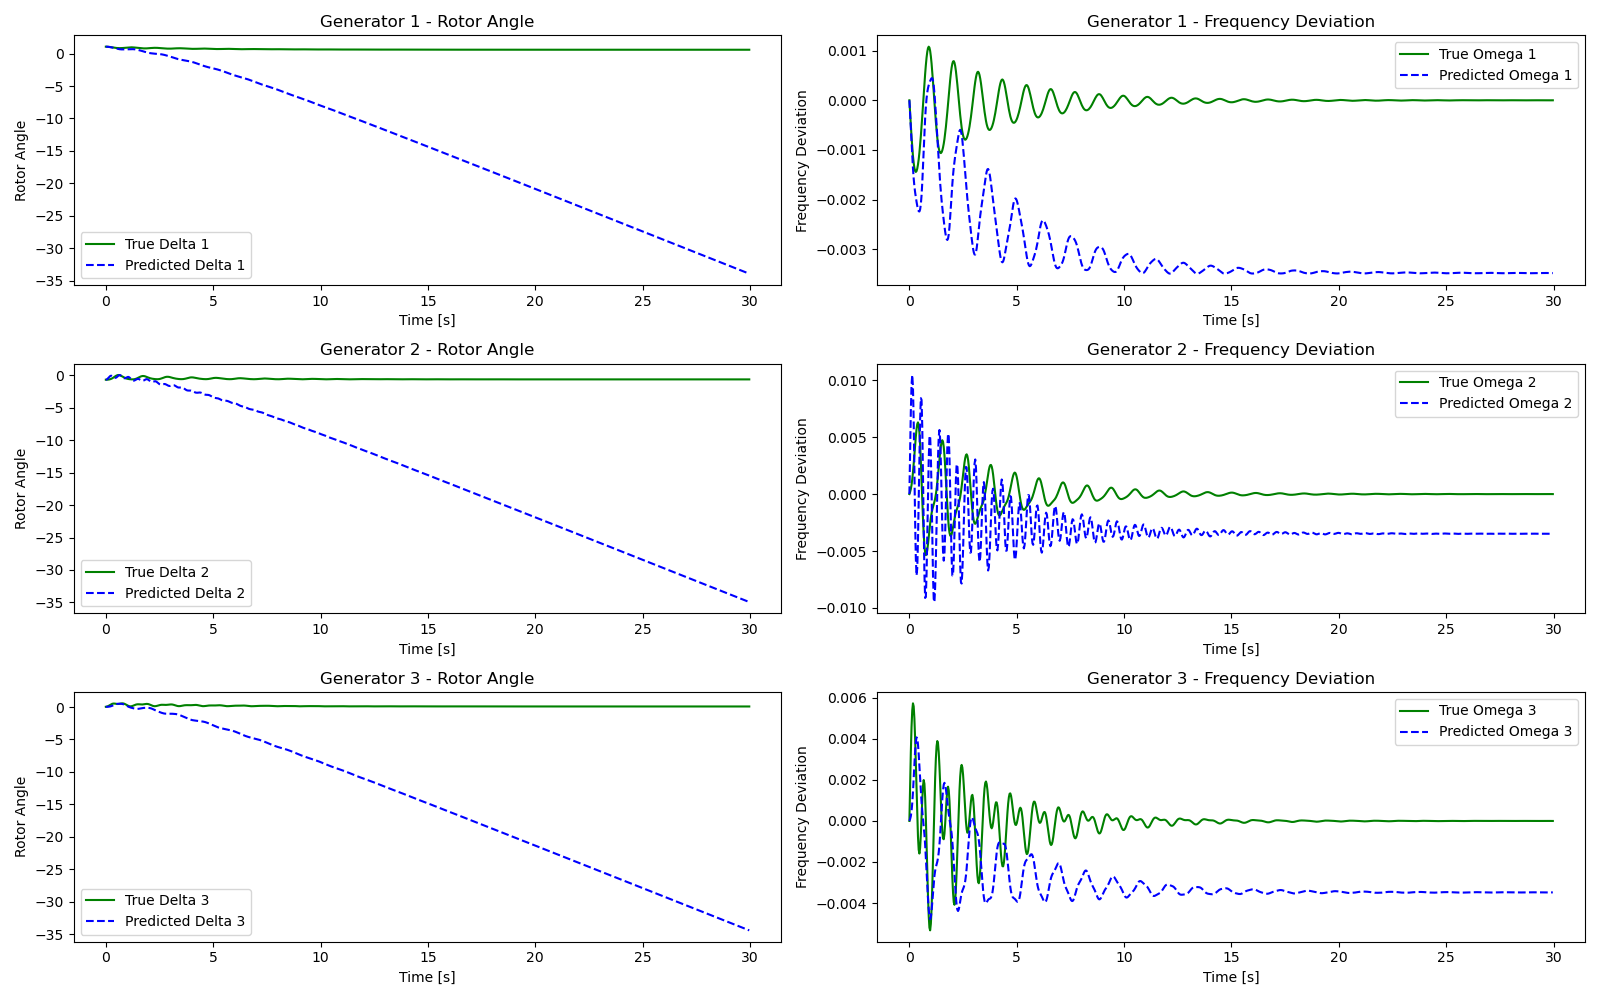 Generator 1 - Rotor Angle
Rotor Angle
0
−5
−10
−15
−20
−25
−30
−35
True Delta 1
Predicted Delta 1
0 5 10 15 20 25 30
Time [s]
Generator 1 - Frequency Deviation
Frequency Deviation
0.001
0.000
−0.001
−0.002
−0.003
True Omega 1
Predicted Omega 1
0 5 10 15 20 25 30
Time [s]
Generator 2 - Rotor Angle
Rotor Angle
0
−5
−10
−15
−20
−25
−30
−35
True Delta 2
Predicted Delta 2
0 5 10 15 20 25 30
Time [s]
Generator 2 - Frequency Deviation
Frequency Deviation
0.010
0.005
0.000
−0.005
−0.010
True Omega 2
Predicted Omega 2
0 5 10 15 20 25 30
Time [s]
Generator 3 - Rotor Angle
Rotor Angle
0
−5
−10
−15
−20
−25
−30
−35
True Delta 3
Predicted Delta 3
0 5 10 15 20 25 30
Time [s]
Generator 3 - Frequency Deviation
Frequency Deviation
0.006
0.004
0.002
0.000
−0.002
−0.004
True Omega 3
Predicted Omega 3
0 5 10 15 20 25 30
Time [s]